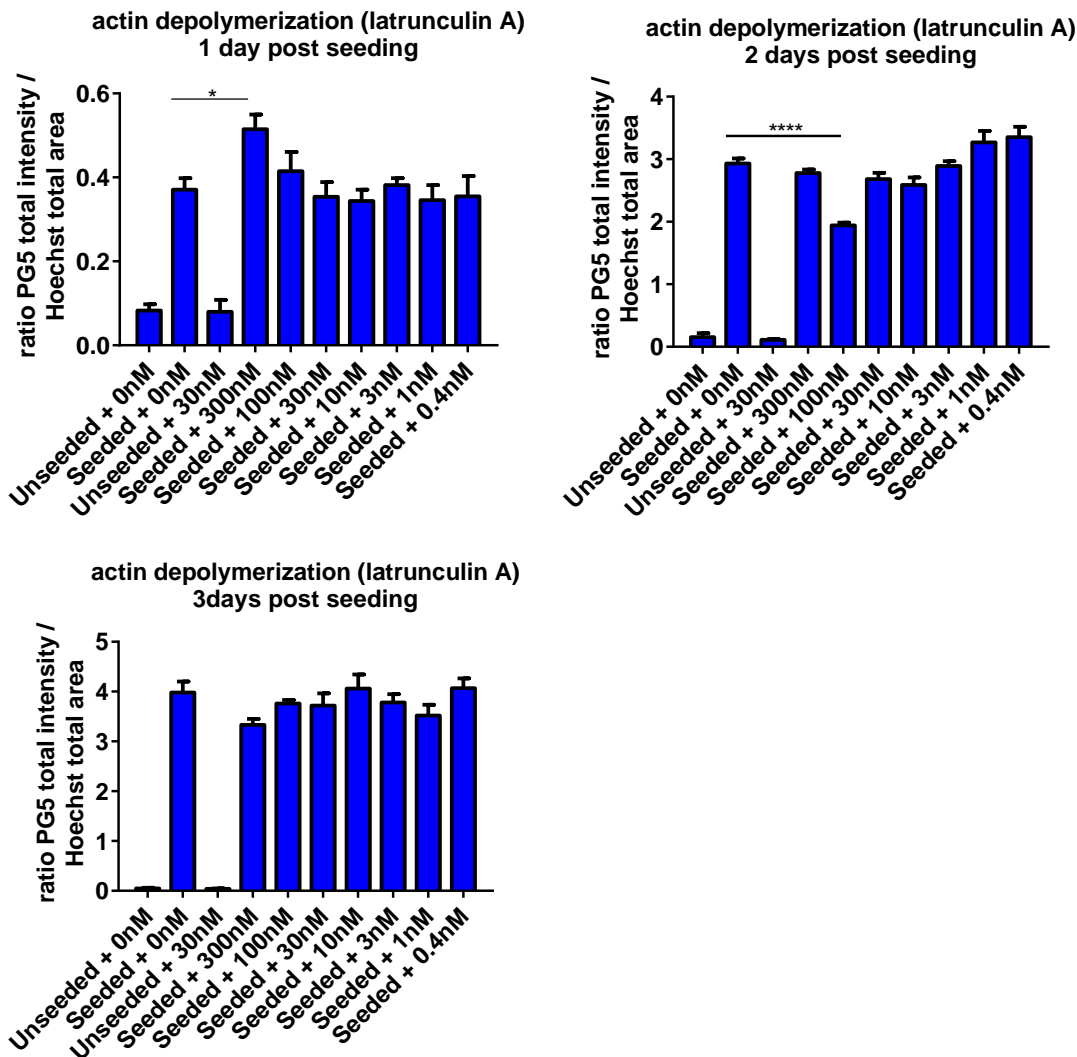 actin depolymerization (latrunculin A)
1 day post seeding
ratio PG5 total intensity /
Hoechst total area
0.6
0.4
0.2
0.0
*
Unseeded + 0nM
Seeded + 0nM
Unseeded + 30nM
Seeded + 300nM
Seeded + 100nM
Seeded + 30nM
Seeded + 10nM
Seeded + 3nM
Seeded + 1nM
Seeded + 0.4nM
actin depolymerization (latrunculin A)
2 days post seeding
ratio PG5 total intensity /
Hoechst total area
4
3
2
1
0
****
Unseeded + 0nM
Seeded + 0nM
Unseeded + 30nM
Seeded + 300nM
Seeded + 100nM
Seeded + 30nM
Seeded + 10nM
Seeded + 3nM
Seeded + 1nM
Seeded + 0.4nM
actin depolymerization (latrunculin A)
3days post seeding
ratio PG5 total intensity /
Hoechst total area
5
4
3
2
1
0
Unseeded + 0nM
Seeded + 0nM
Unseeded + 30nM
Seeded + 300nM
Seeded + 100nM
Seeded + 30nM
Seeded + 10nM
Seeded + 3nM
Seeded + 1nM
Seeded + 0.4nM